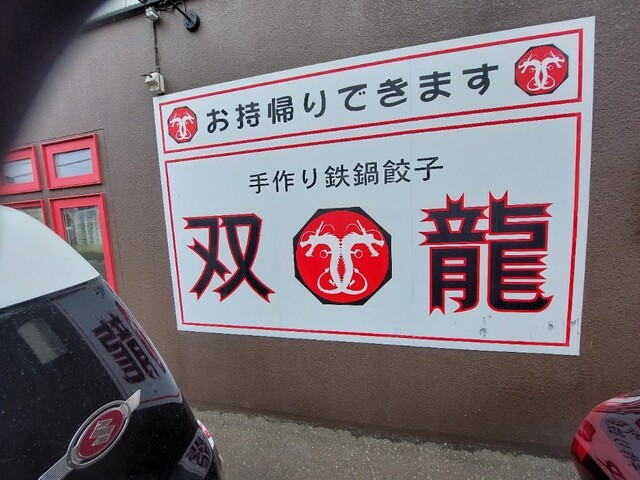 お持帰りできます
手作り鉄鍋餃子
双龍